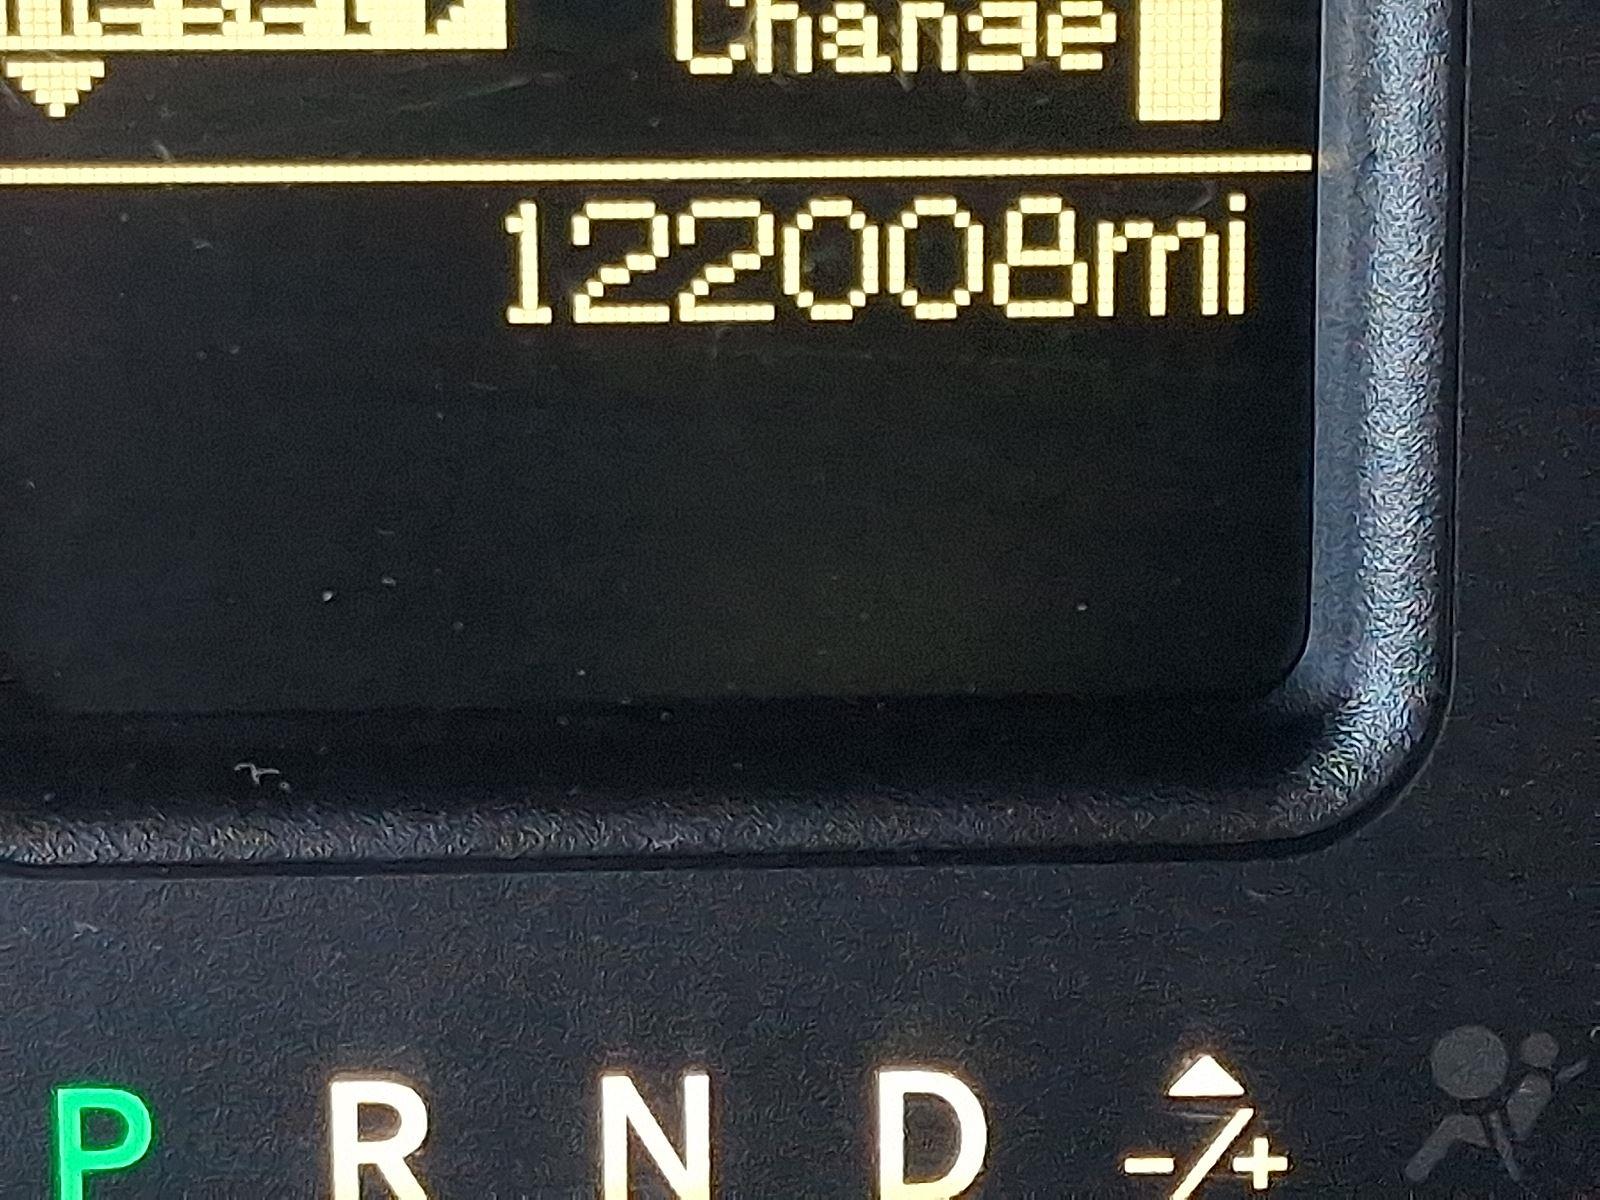 Change
122008mi
P R N D -/+